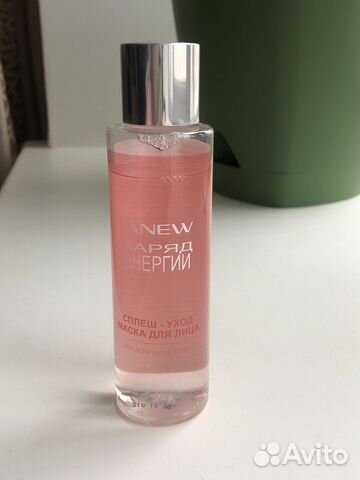 ANEW
ЗАРЯД
ЭНЕРГИИ
СПЛЕШ - УХОД
МАСКА ДЛЯ ЛИЦА
Avito